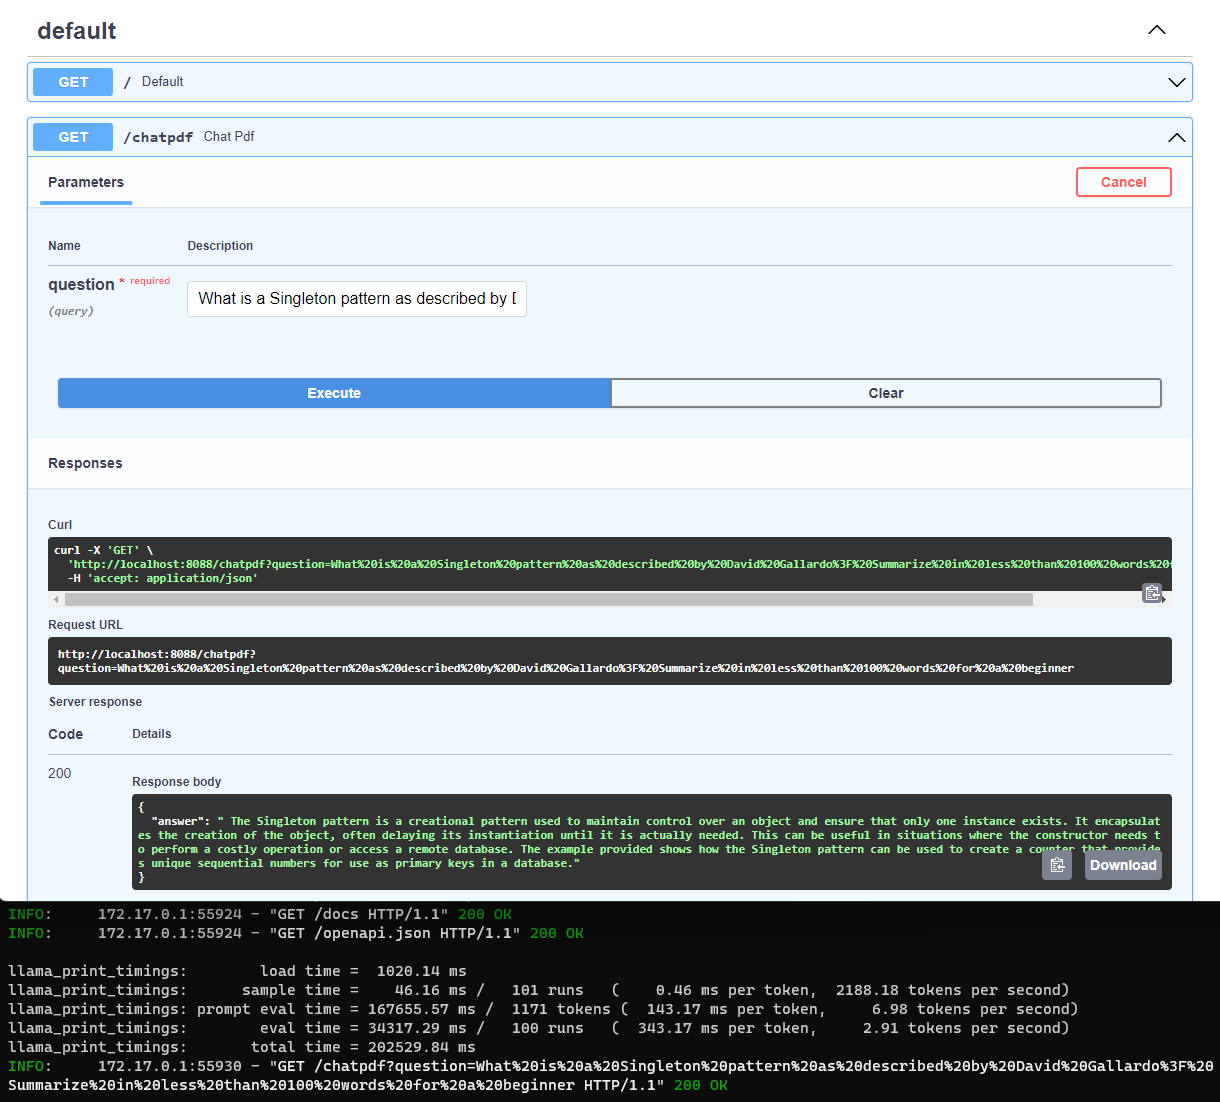 default
GET / Default
GET /chatpdf Chat Pdf
Parameters
Cancel
Name Description
question * required
(query)
What is a Singleton pattern as described by D
Execute Clear
Responses
Curl
curl -X 'GET' \
'http://localhost:8088/chatpdf?question=What%20is%20a%20Singleton%20pattern%20as%20described%20by%20David%20Gallardo%3F%20Summarize%20in%20less%20than%20100%20words%20f
-H 'accept: application/json'
Request URL
http://localhost:8088/chatpdf?
question=What%20is%20a%20Singleton%20pattern%20as%20described%20by%20David%20Gallardo%3F%20Summarize%20in%20less%20than%20100%20words%20for%20a%20beginner
Server response
Code Details
200
Response body
{
"answer": " The Singleton pattern is a creational pattern used to maintain control over an object and ensure that only one instance exists. It encapsulat
es the creation of the object, often delaying its instantiation until it is actually needed. This can be useful in situations where the constructor needs t
o perform a costly operation or access a remote database. The example provided shows how the Singleton pattern can be used to create a counter that provide
s unique sequential numbers for use as primary keys in a database."
}
Download
INFO: 172.17.0.1:55924 - "GET /docs HTTP/1.1" 200 OK
INFO: 172.17.0.1:55924 - "GET /openapi.json HTTP/1.1" 200 OK
llama_print_timings: load time = 1020.14 ms
llama_print_timings: sample time = 46.16 ms / 101 runs ( 0.46 ms per token, 2188.18 tokens per second)
llama_print_timings: prompt eval time = 167655.57 ms / 1171 tokens ( 143.17 ms per token, 6.98 tokens per second)
llama_print_timings: eval time = 34317.29 ms / 100 runs ( 343.17 ms per token, 2.91 tokens per second)
llama_print_timings: total time = 202529.84 ms
INFO: 172.17.0.1:55930 - "GET /chatpdf?question=What%20is%20a%20Singleton%20pattern%20as%20described%20by%20David%20Gallardo%3F%20
Summarize%20in%20less%20than%20100%20words%20for%20a%20beginner HTTP/1.1" 200 OK